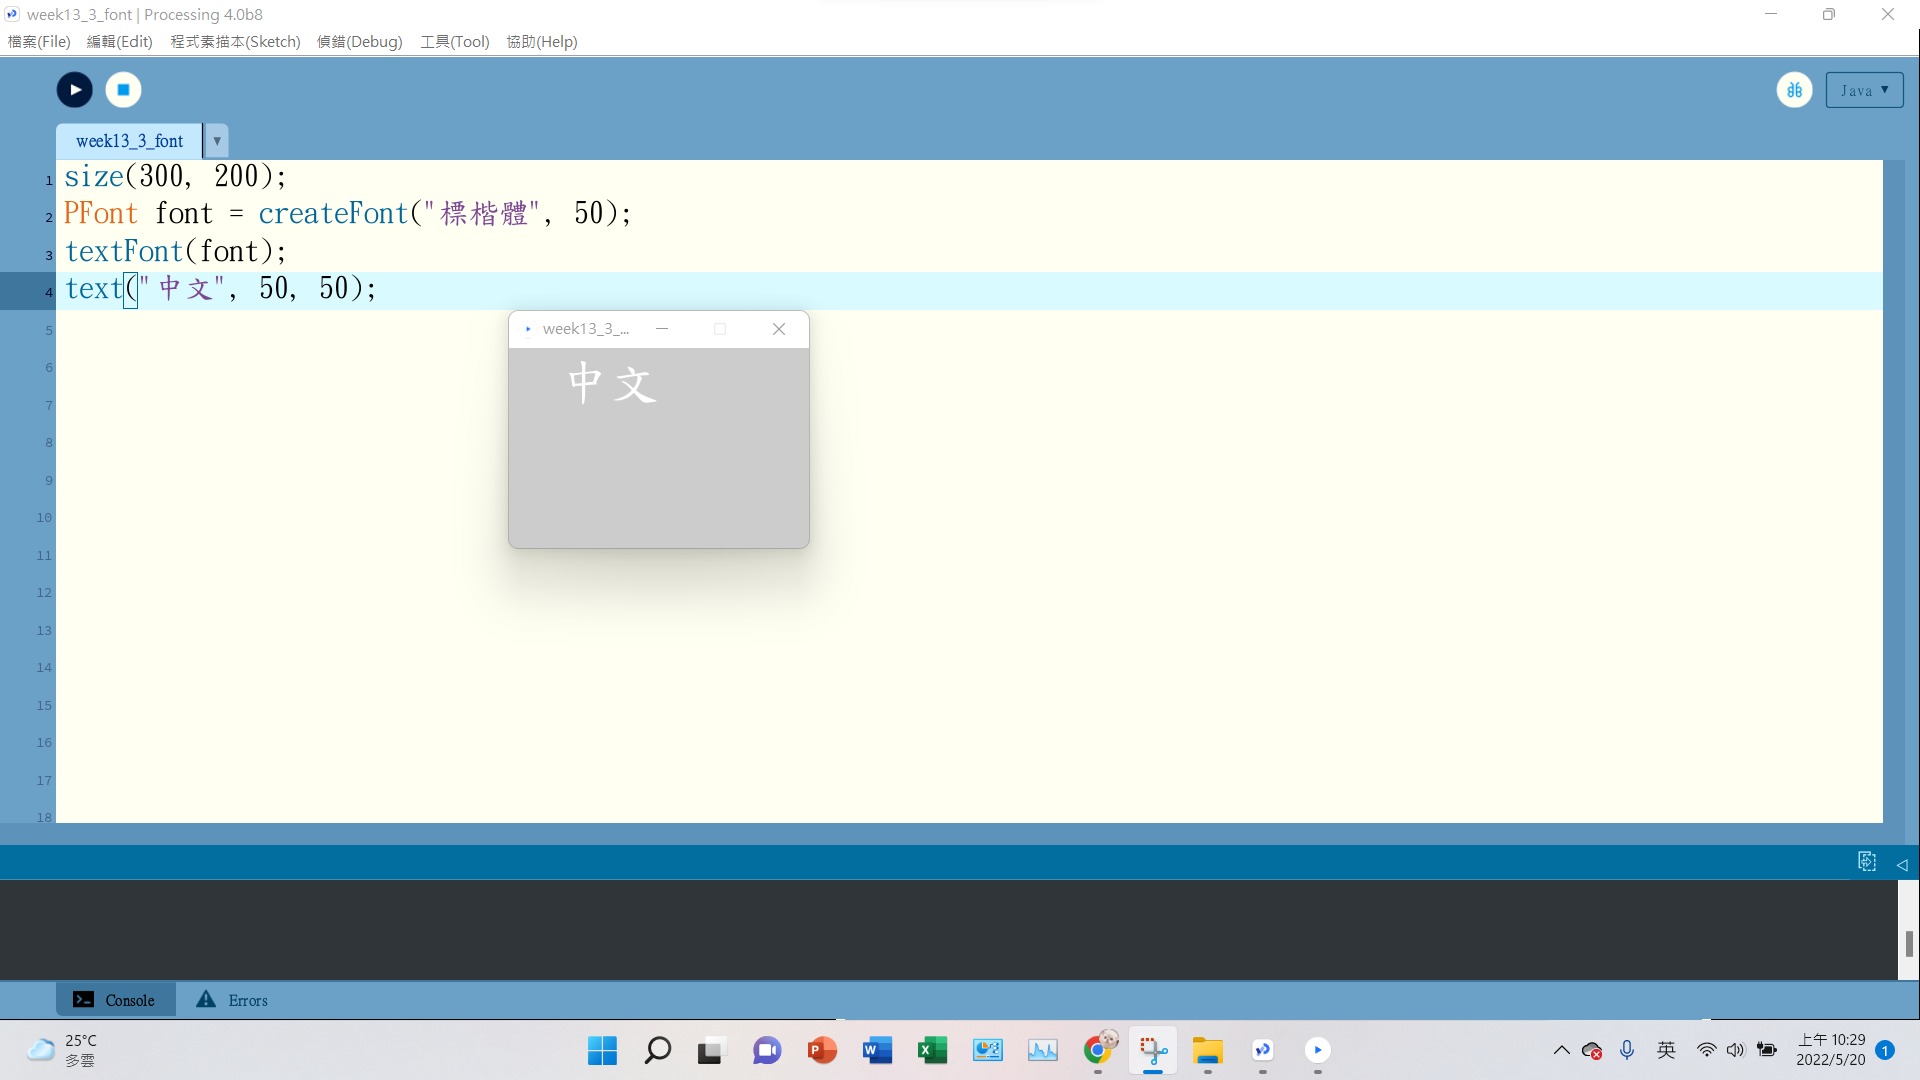 week13_3_font | Processing 4.0b8
檔案(File) 編輯(Edit) 程式素描本(Sketch) 偵錯(Debug) 工具(Tool) 協助(Help)
Java ▼
week13_3_font ▼
1 size(300, 200);
2 PFont font = createFont("標楷體", 50);
3 textFont(font);
4 text("中文", 50, 50);
5
week13_3_...
中文
6
7
8
9
10
11
12
13
14
15
16
17
18
Console Errors
25°C
多雲
英
上午 10:29
2022/5/20
1